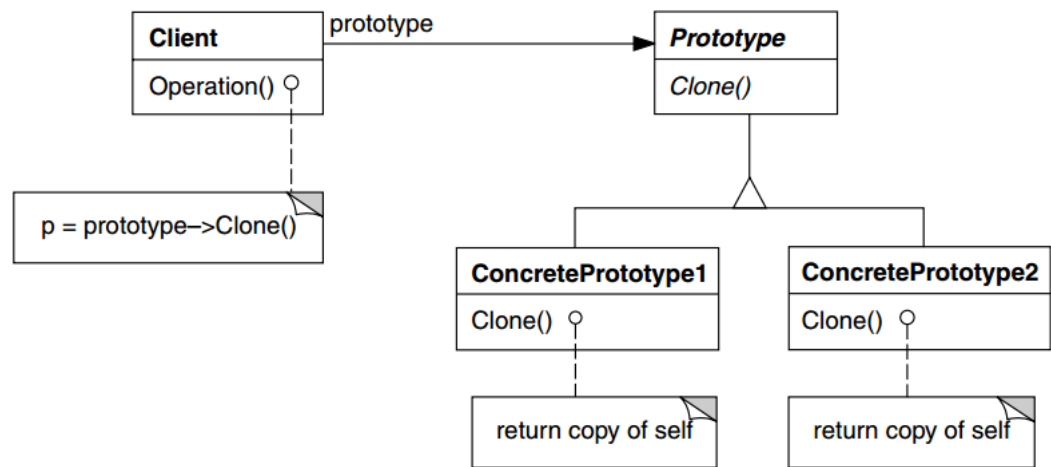 Client
prototype
Prototype
Operation()
Clone()
p = prototype–>Clone()
ConcretePrototype1
ConcretePrototype2
Clone()
Clone()
return copy of self
return copy of self